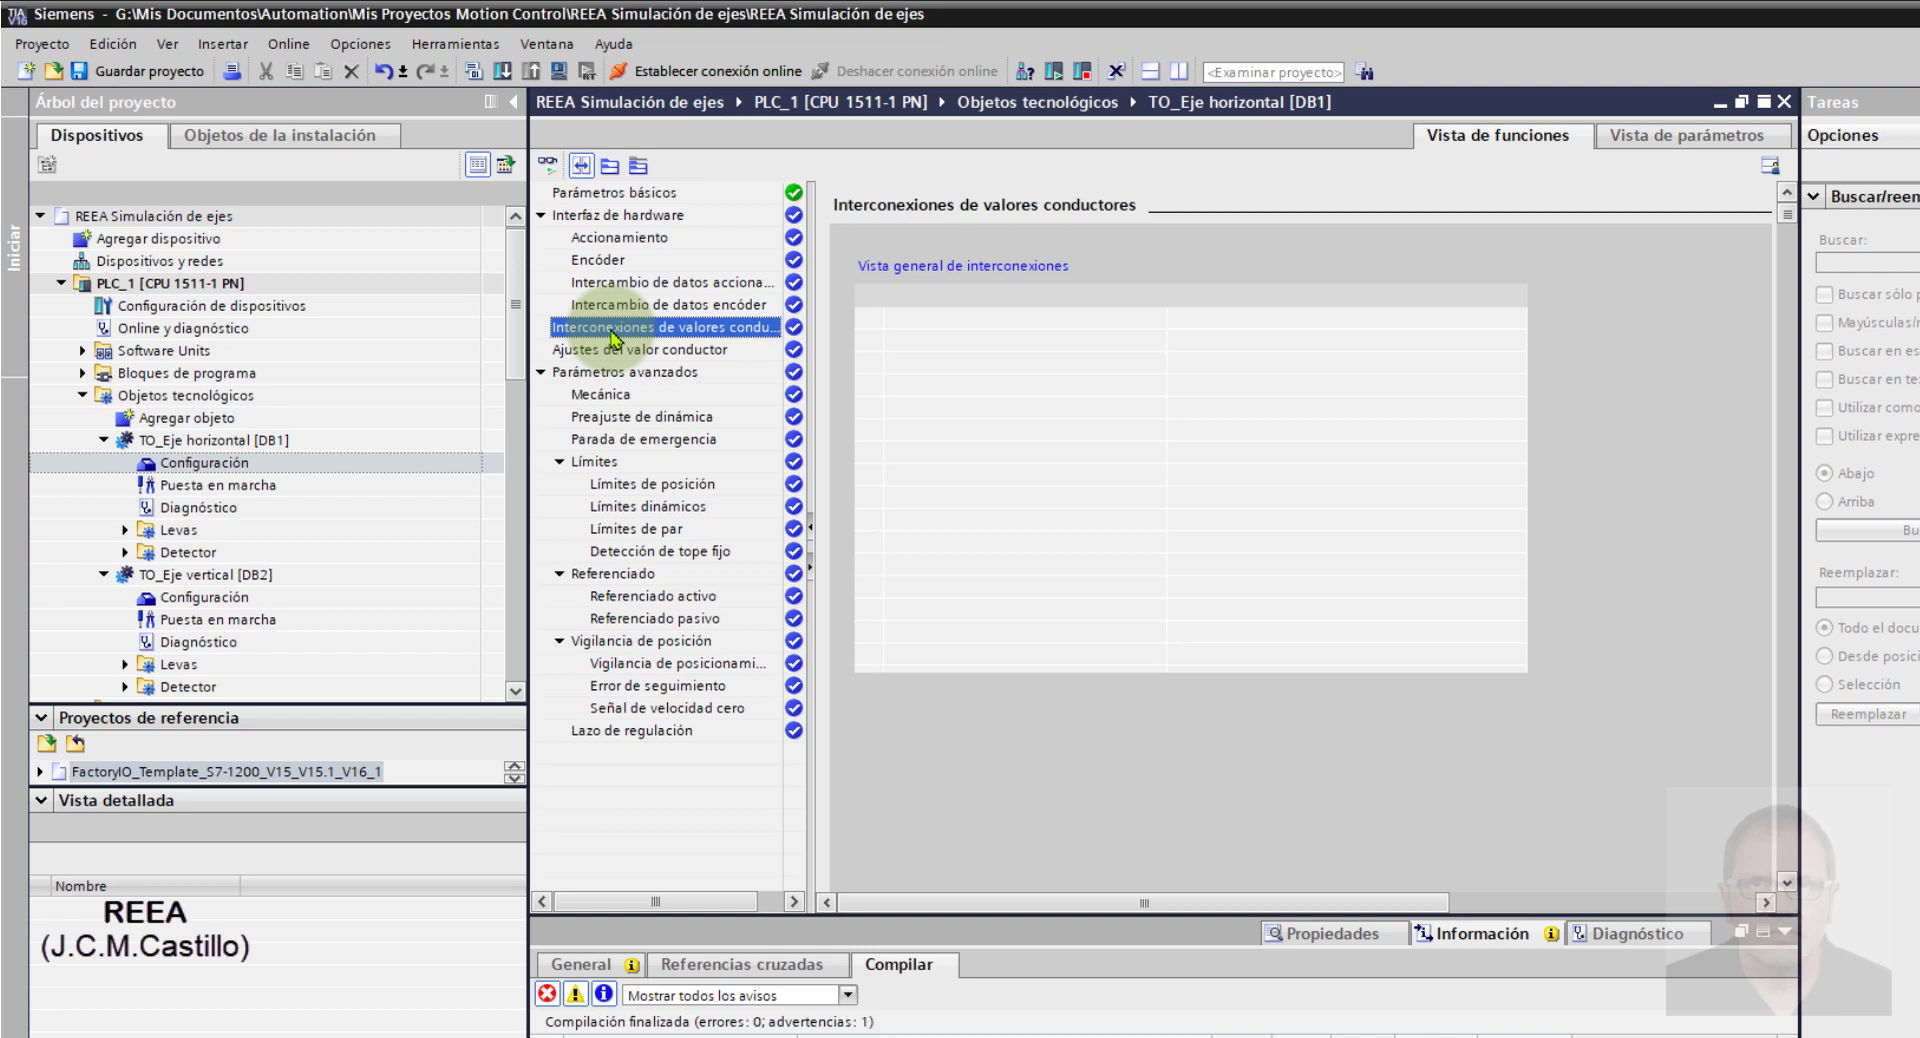 Siemens - G:\Mis Documentos\Automation\Mis Proyectos Motion Control\REEA Simulación de ejes\REEA Simulación de ejes
Proyecto Edición Ver Insertar Online Opciones Herramientas Ventana Ayuda
Guardar proyecto Establecer conexión online Deshacer conexión online <Examinar proyecto>
Iniciar
Árbol del proyecto
Dispositivos Objetos de la instalación
REEA Simulación de ejes
Agregar dispositivo
Dispositivos y redes
PLC_1 [CPU 1511-1 PN]
Configuración de dispositivos
Online y diagnóstico
Software Units
Bloques de programa
Objetos tecnológicos
Agregar objeto
TO_Eje horizontal [DB1]
Configuración
Puesta en marcha
Diagnóstico
Levas
Detector
TO_Eje vertical [DB2]
Configuración
Puesta en marcha
Diagnóstico
Levas
Detector
Proyectos de referencia
FactoryIO_Template_S7-1200_V15_V15.1_V16_1
Vista detallada
Nombre
REEA
(J.C.M.Castillo)
REEA Simulación de ejes PLC_1 [CPU 1511-1 PN] Objetos tecnológicos TO_Eje horizontal [DB1]
Vista de funciones Vista de parámetros
Parámetros básicos
Interfaz de hardware
Accionamiento
Encóder
Intercambio de datos acciona...
Intercambio de datos encóder
Interconexiones de valores condu...
Ajustes del valor conductor
Parámetros avanzados
Mecánica
Preajuste de dinámica
Parada de emergencia
Límites
Límites de posición
Límites dinámicos
Límites de par
Detección de tope fijo
Referenciado
Referenciado activo
Referenciado pasivo
Vigilancia de posición
Vigilancia de posicionami...
Error de seguimiento
Señal de velocidad cero
Lazo de regulación
Interconexiones de valores conductores
Vista general de interconexiones
Propiedades Información Diagnóstico
General Referencias cruzadas Compilar
Mostrar todos los avisos
Compilación finalizada (errores: 0; advertencias: 1)
Tareas
Opciones
Buscar/reem
Buscar:
Buscar sólo p
Mayúsculas/
Buscar en es
Buscar en te
Utilizar como
Utilizar expre
Abajo
Arriba
Bu
Reemplazar:
Todo el docu
Desde posici
Selección
Reemplazar